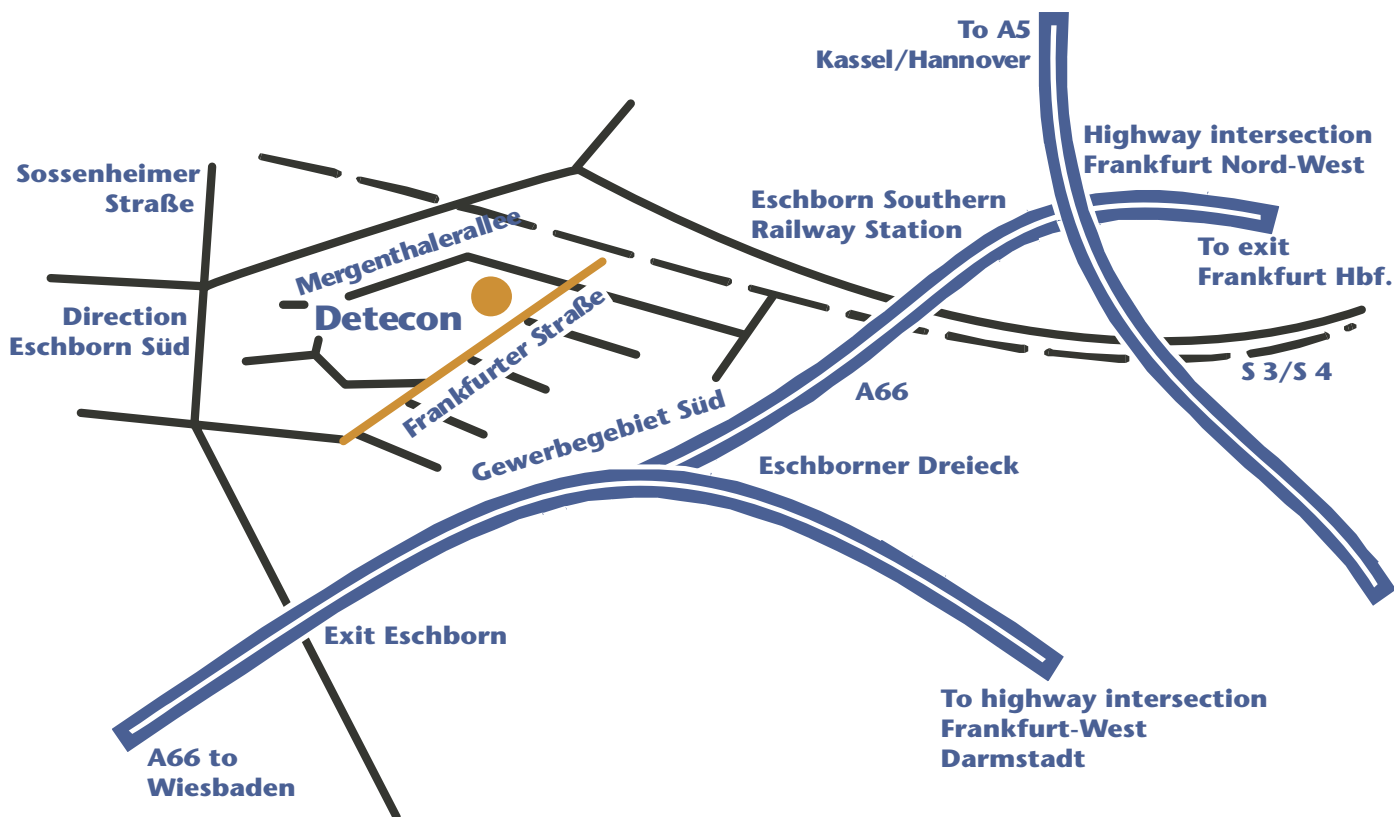 To A5
Kassel/Hannover
Highway intersection
Frankfurt Nord-West
Sossenheimer
Straße
Eschborn Southern
Railway Station
Mergenthalerallee
To exit
Frankfurt Hbf.
Direction
Eschborn Süd
Detecon
Frankfurter Straße
S 3/S 4
A66
Gewerbegebiet Süd
Eschborner Dreieck
Exit Eschborn
To highway intersection
Frankfurt-West
Darmstadt
A66 to
Wiesbaden